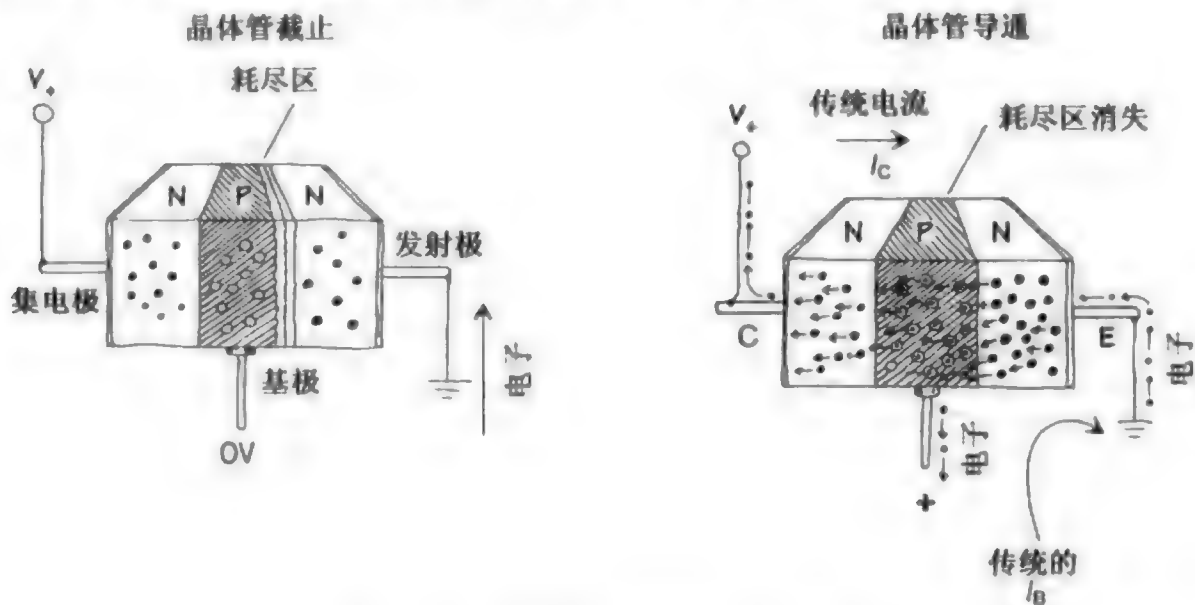 晶体管截止
耗尽区
V+
N
P
N
发射极
集电极
基极
0V
电子
晶体管导通
传统电流
IC
耗尽区消失
V+
N
P
N
C
E
电子
电子
+
传统的
IB